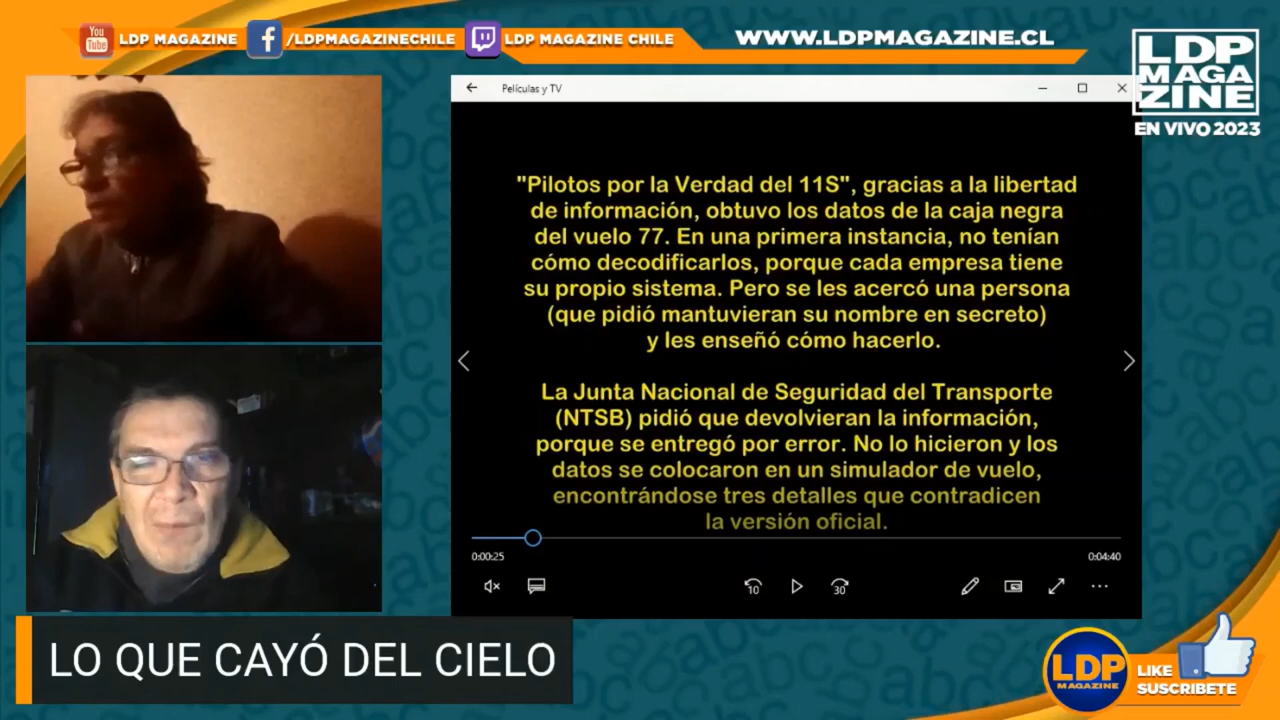 You
Tube
LDP MAGAZINE
/LDPMAGAZINECHILE
LDP MAGAZINE CHILE
WWW.LDPMAGAZINE.CL
LDP
MAGA
ZINE
EN VIVO 2023
Películas y TV
"Pilotos por la Verdad del 11S", gracias a la libertad
de información, obtuvo los datos de la caja negra
del vuelo 77. En una primera instancia, no tenían
cómo decodificarlos, porque cada empresa tiene
su propio sistema. Pero se les acercó una persona
(que pidió mantuvieran su nombre en secreto)
y les enseñó cómo hacerlo.
La Junta Nacional de Seguridad del Transporte
(NTSB) pidió que devolvieran la información,
porque se entregó por error. No lo hicieron y los
datos se colocaron en un simulador de vuelo,
encontrándose tres detalles que contradicen
la versión oficial.
0:00:25
0:04:40
10
30
LO QUE CAYÓ DEL CIELO
LDP
MAGAZINE
LIKE
SUSCRIBETE